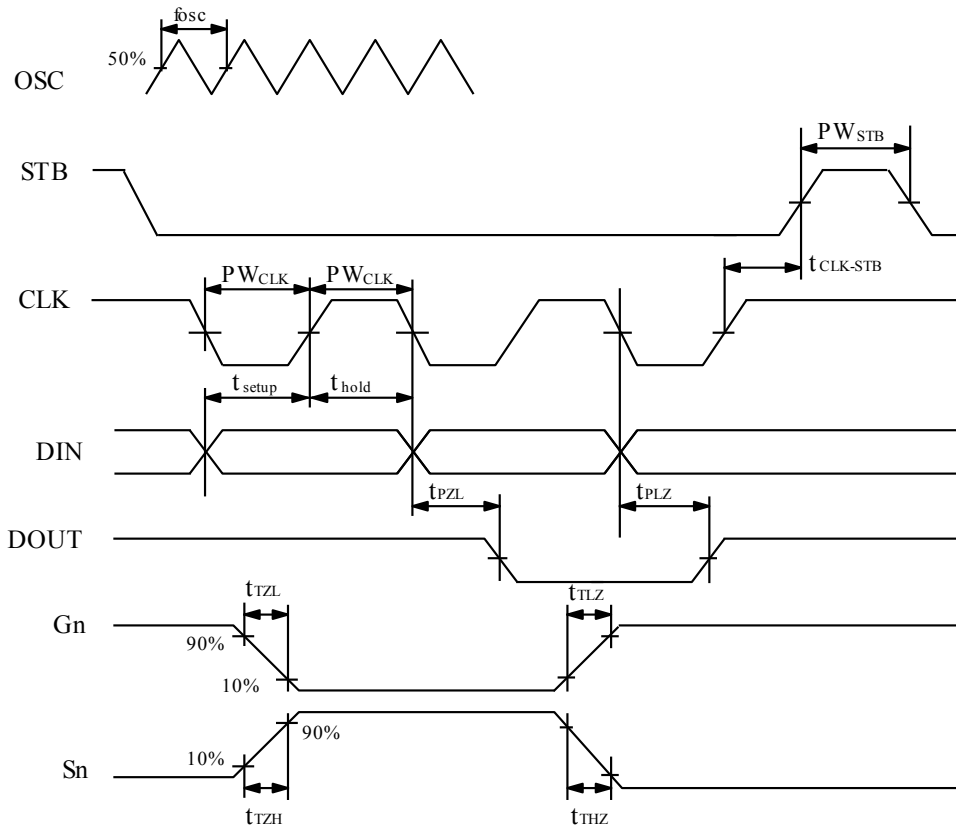 fosc
50%
OSC
PWSTB
STB
tCLK-STB
PWCLK PWCLK
CLK
tsetup thold
DIN
tPZL tPLZ
DOUT
tTZL tTLZ
Gn
90%
10%
90%
10%
Sn
tTZH tTHZ